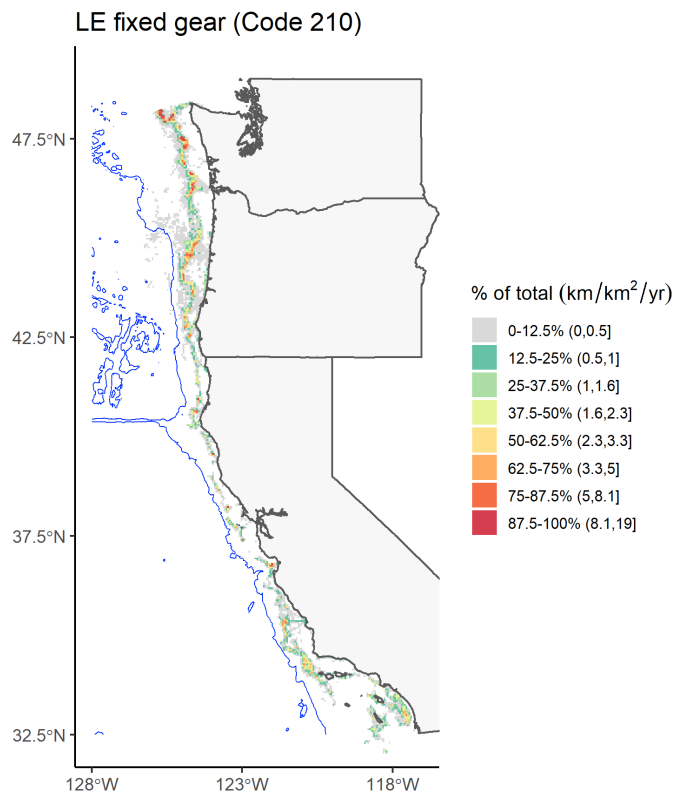 LE fixed gear (Code 210)
47.5°N
42.5°N
37.5°N
32.5°N
128°W
123°W
118°W
% of total (km/km²/yr)
0-12.5% (0,0.5]
12.5-25% (0.5,1]
25-37.5% (1,1.6]
37.5-50% (1.6,2.3]
50-62.5% (2.3,3.3]
62.5-75% (3.3,5]
75-87.5% (5,8.1]
87.5-100% (8.1,19]